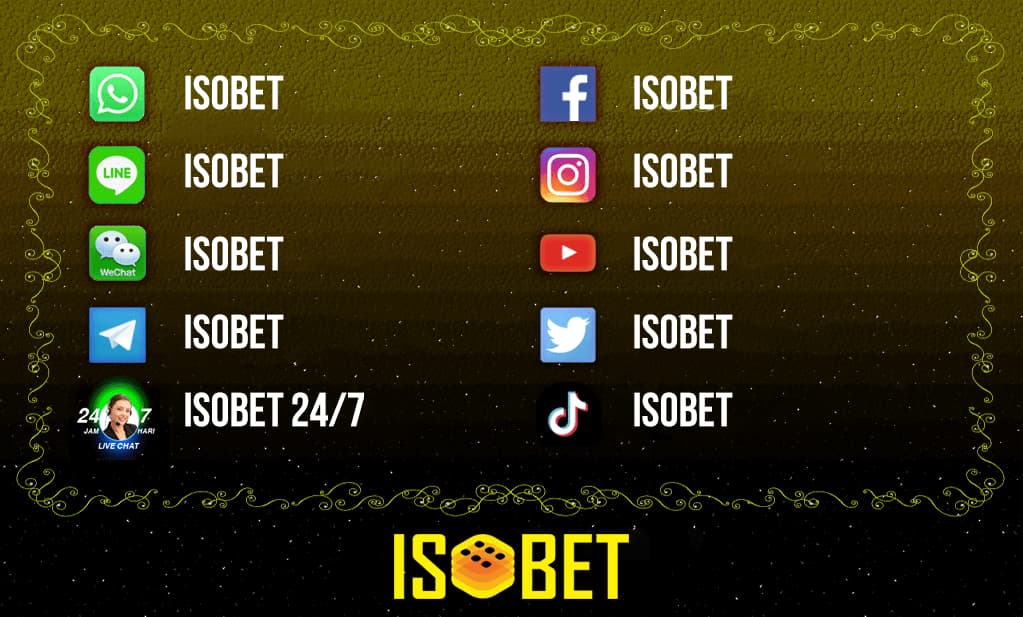 ISOBET
LINE
ISOBET
WeChat
ISOBET
ISOBET
24 7
JAM HARI
LIVE CHAT
ISOBET 24/7
f
ISOBET
ISOBET
ISOBET
ISOBET
ISOBET
ISOBET